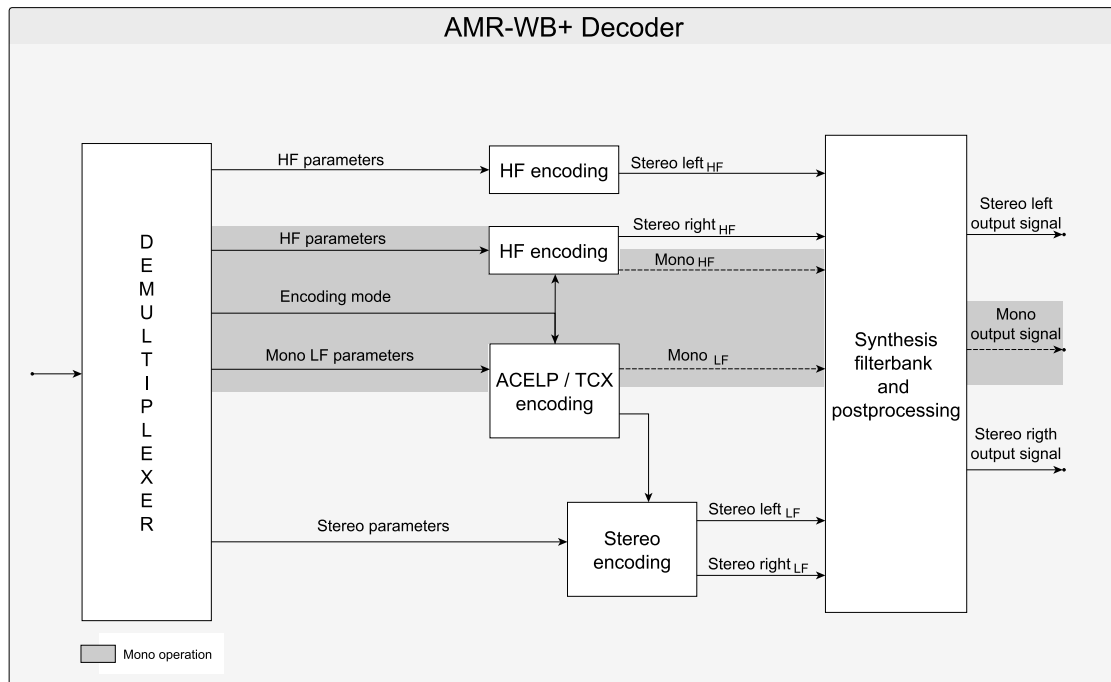 AMR-WB+ Decoder
DEMULTIPLEXER
HF parameters
HF encoding
Stereo left HF
HF parameters
HF encoding
Stereo right HF
Mono HF
Encoding mode
Mono LF parameters
ACELP / TCX
encoding
Mono LF
Stereo parameters
Stereo
encoding
Stereo left LF
Stereo right LF
Synthesis
filterbank
and
postprocessing
Stereo left
output signal
Mono
output signal
Stereo rigth
output signal
Mono operation